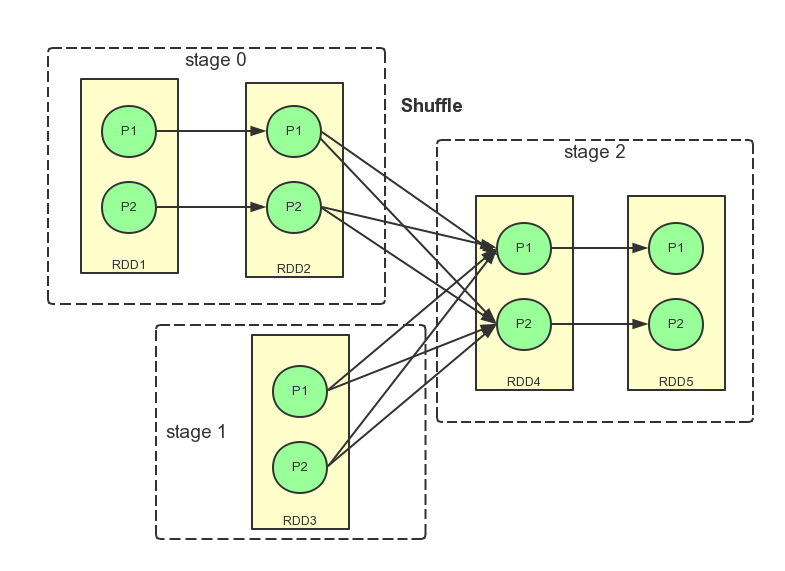 stage 0
P1
P1
P2
P2
RDD1
RDD2
Shuffle
stage 2
P1
P1
P2
P2
RDD4
RDD5
stage 1
P1
P2
RDD3